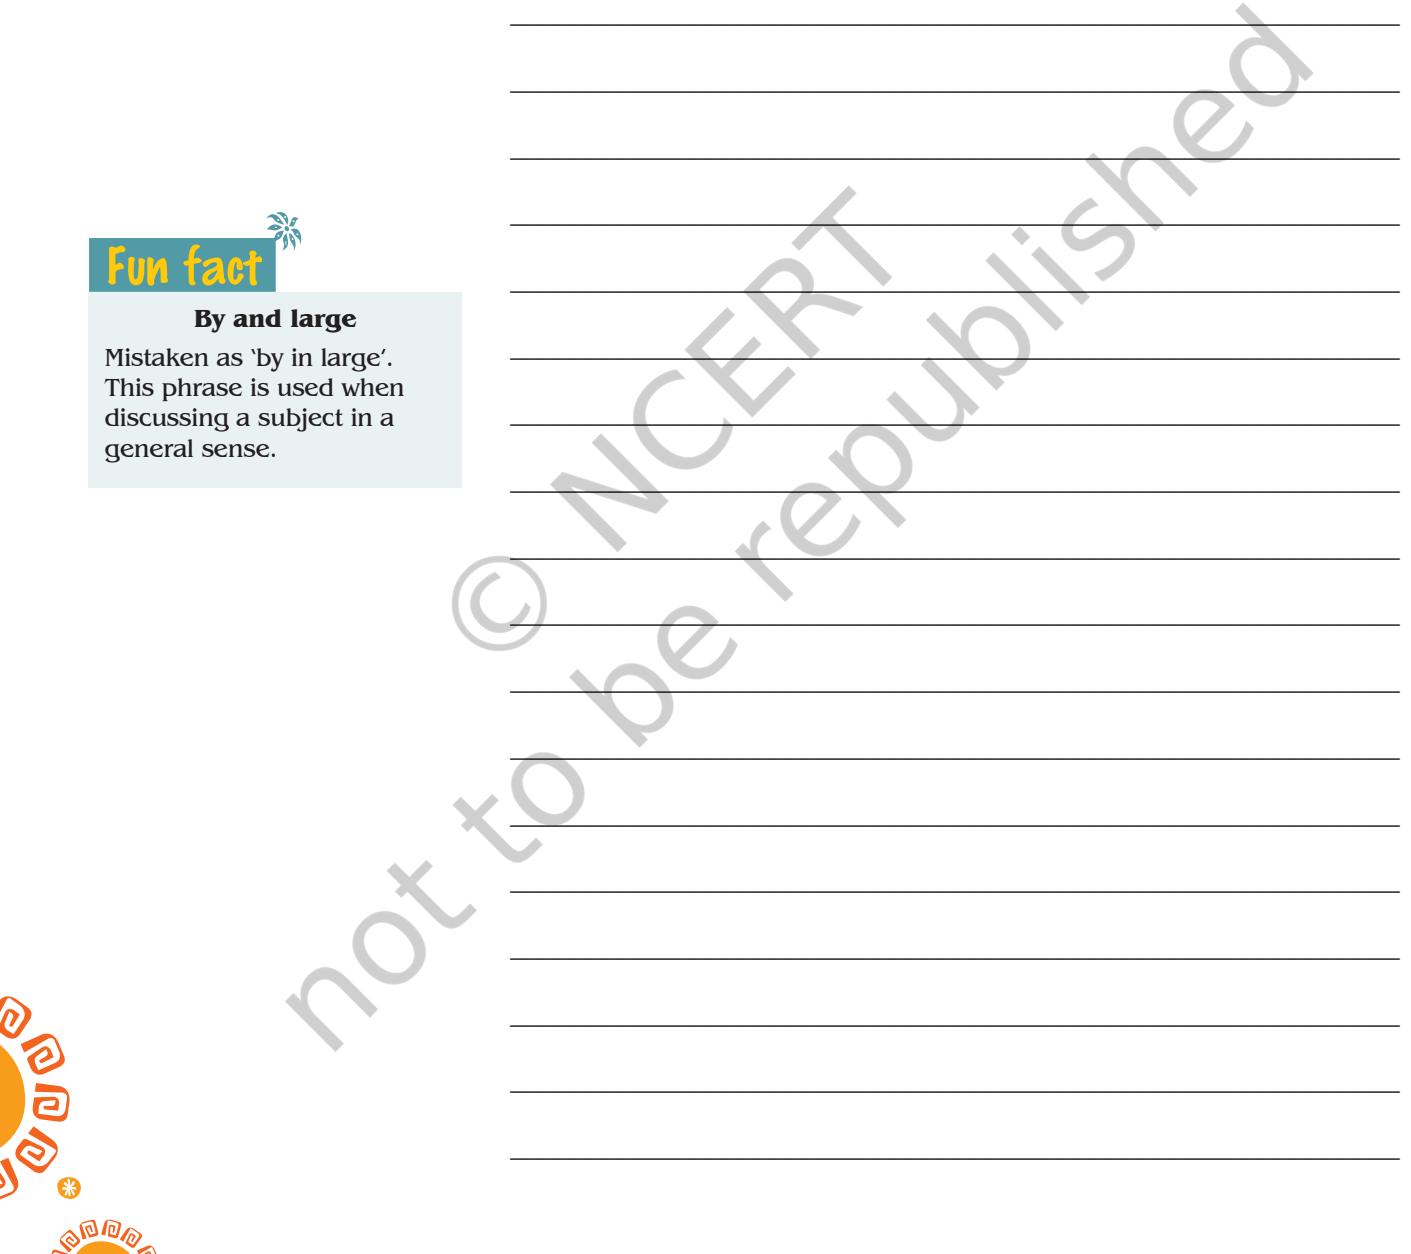 Fun fact
By and large
Mistaken as ‘by in large’.
This phrase is used when
discussing a subject in a
general sense.
© NCERT
not to be republished